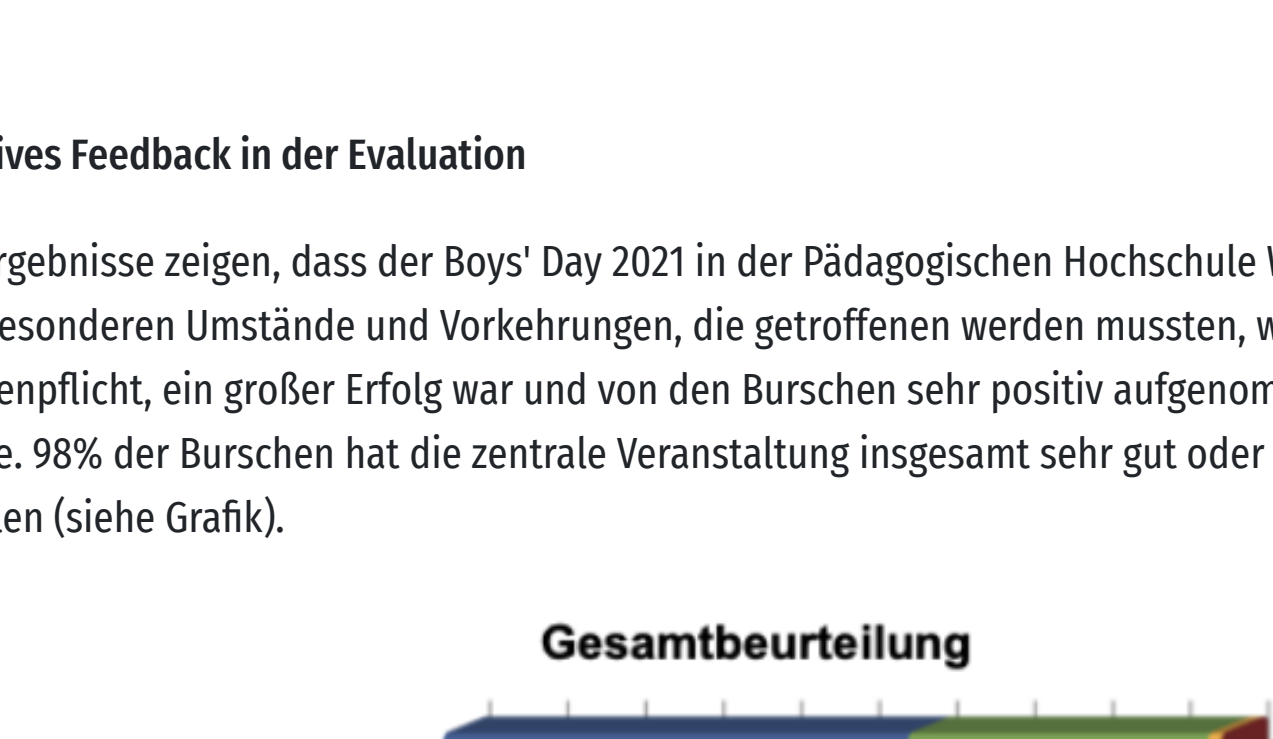 ives Feedback in der Evaluation
rgebnisse zeigen, dass der Boys' Day 2021 in der Pädagogischen Hochschule
esonderen Umstände und Vorkehrungen, die getroffenen werden mussten, w
enpflicht, ein großer Erfolg war und von den Burschen sehr positiv aufgenom
e. 98% der Burschen hat die zentrale Veranstaltung insgesamt sehr gut oder
len (siehe Grafik).
Gesamtbeurteilung